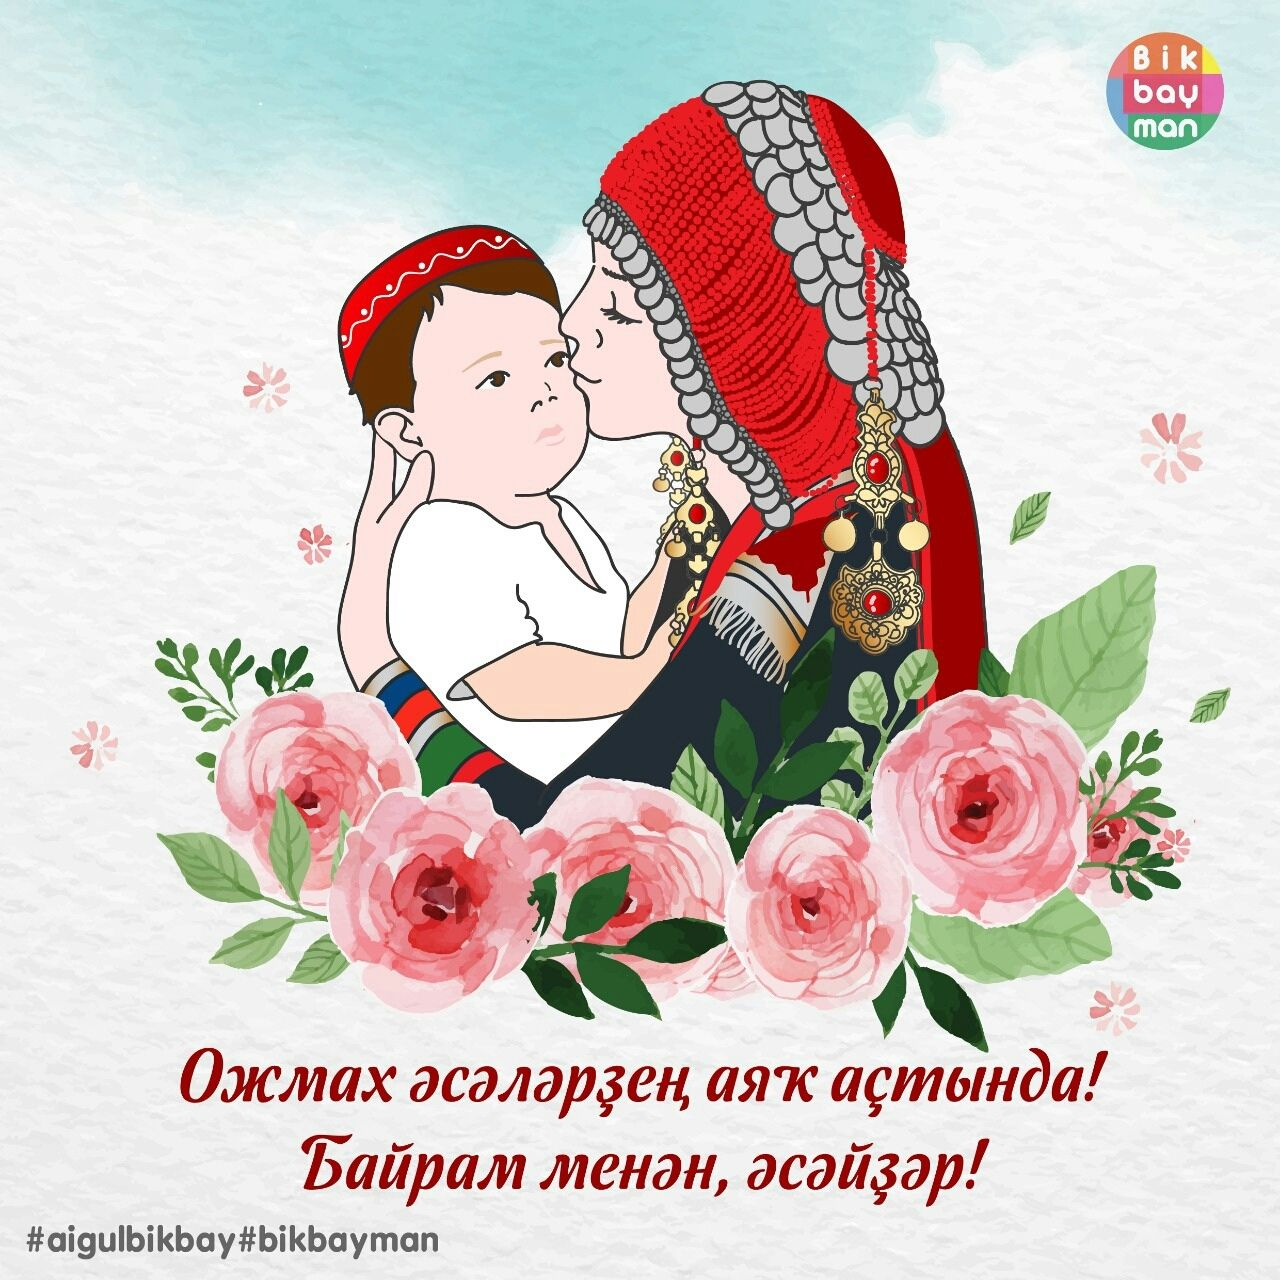 Bik
bay
man
Ожмах әсәләрҙең аяҡ аҫтында!
Байрам менән, әсәйҙәр!
#aigulbikbay#bikbayman